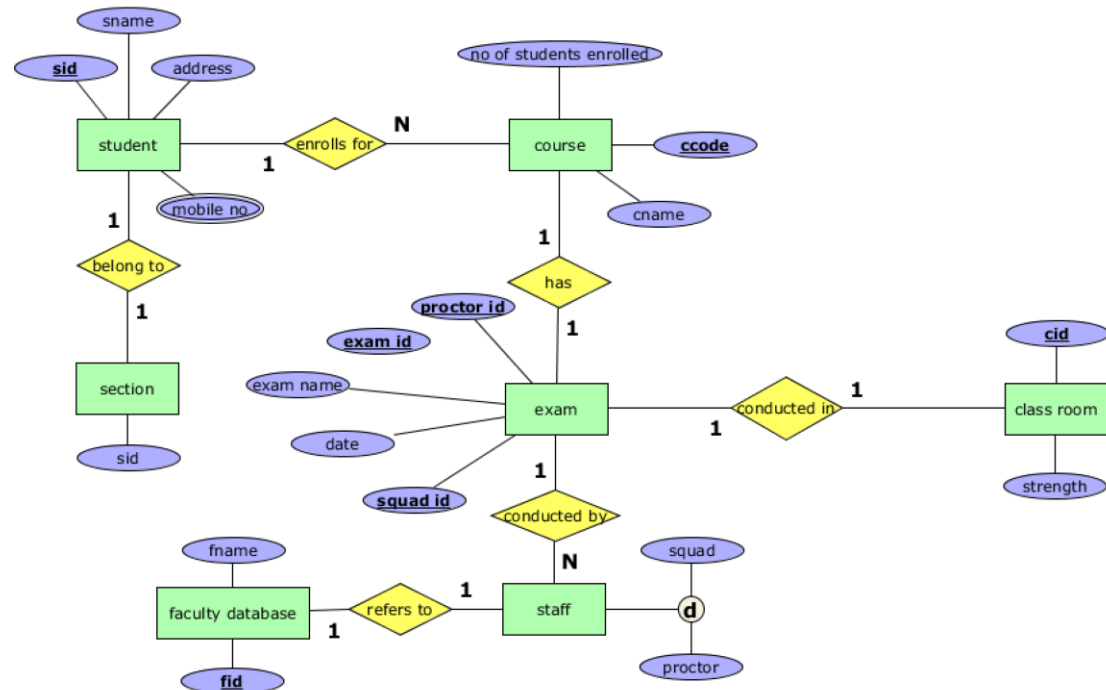 sname
sid
address
student
mobile no
1
enrolls for
N
no of students enrolled
course
ccode
cname
1
belong to
1
section
sid
1
has
1
proctor id
exam id
exam name
date
squad id
exam
1
conducted in
1
cid
class room
strength
1
conducted by
N
fname
faculty database
fid
1
refers to
1
staff
squad
d
proctor